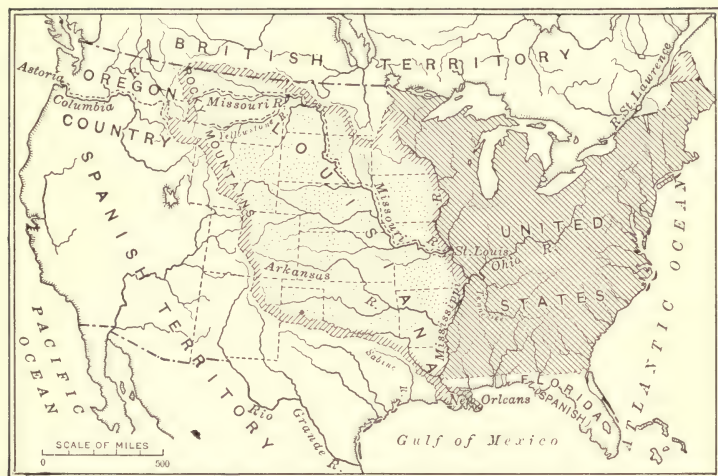 BRITISH TERRITORY
Astoria
OREGON
COUNTRY
Columbia
R.
ROCKY
MOUNTAINS
Missouri R.
Yellowstone R.
LOUISIANA
Missouri
R.
R. St. Lawrence
UNITED
STATES
St. Louis
Ohio
R.
Mississippi
Arkansas
R.
SPANISH TERRITORY
Sabine
R.
Rio
Grande R.
New Orleans
FLORIDA
(SPANISH)
Gulf of Mexico
ATLANTIC OCEAN
PACIFIC
OCEAN
SCALE OF MILES
0 500